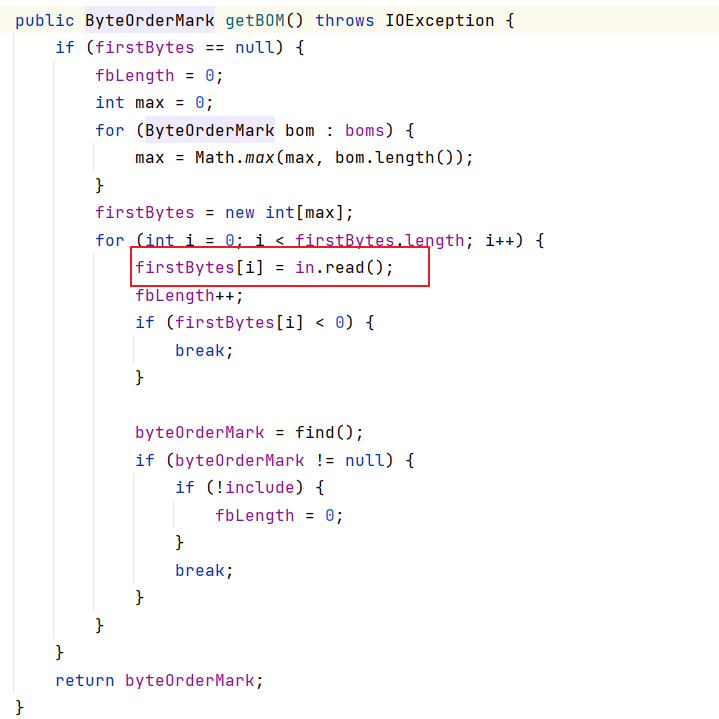 public ByteOrderMark getBOM() throws IOException {
    if (firstBytes == null) {
        fbLength = 0;
        int max = 0;
        for (ByteOrderMark bom : boms) {
            max = Math.max(max, bom.length());
        }
        firstBytes = new int[max];
        for (int i = 0; i < firstBytes.length; i++) {
            firstBytes[i] = in.read();
            fbLength++;
            if (firstBytes[i] < 0) {
                break;
            }

            byteOrderMark = find();
            if (byteOrderMark != null) {
                if (!include) {
                    fbLength = 0;
                }
                break;
            }
        }
    }
    return byteOrderMark;
}